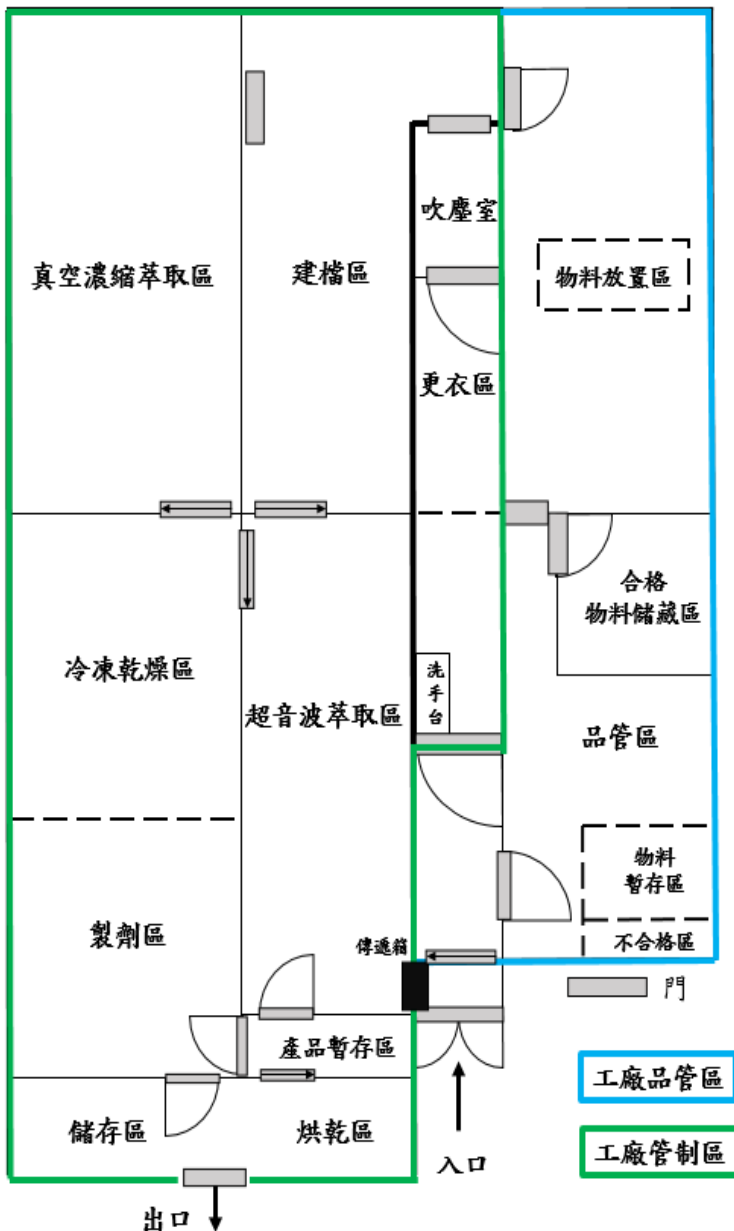 吹塵室
真空濃縮萃取區
建檔區
物料放置區
更衣區
合格
物料儲藏區
冷凍乾燥區
洗手台
超音波萃取區
品管區
物料
暫存區
製劑區
傳遞箱
不合格區
門
產品暫存區
工廠品管區
儲存區
烘乾區
工廠管制區
入口
出口